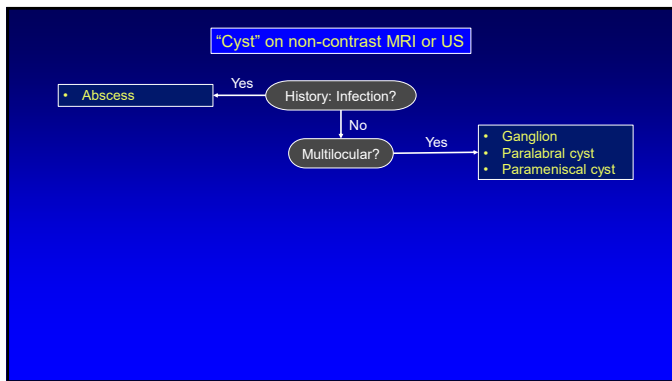 “Cyst” on non-contrast MRI or US
Yes
• Abscess
History: Infection?
No
Multilocular?
Yes
• Ganglion
• Paralabral cyst
• Parameniscal cyst